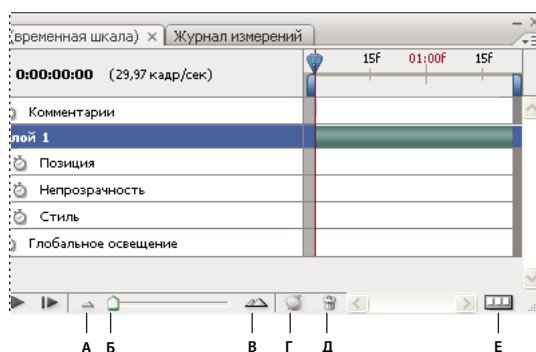 (временная шкала) × Журнал измерений
0:00:00:00 (29,97 кадр/сек) 15f 01:00f 15f
Комментарии
лой 1
Позиция
Непрозрачность
Стиль
Глобальное освещение
А Б В Г Д Е